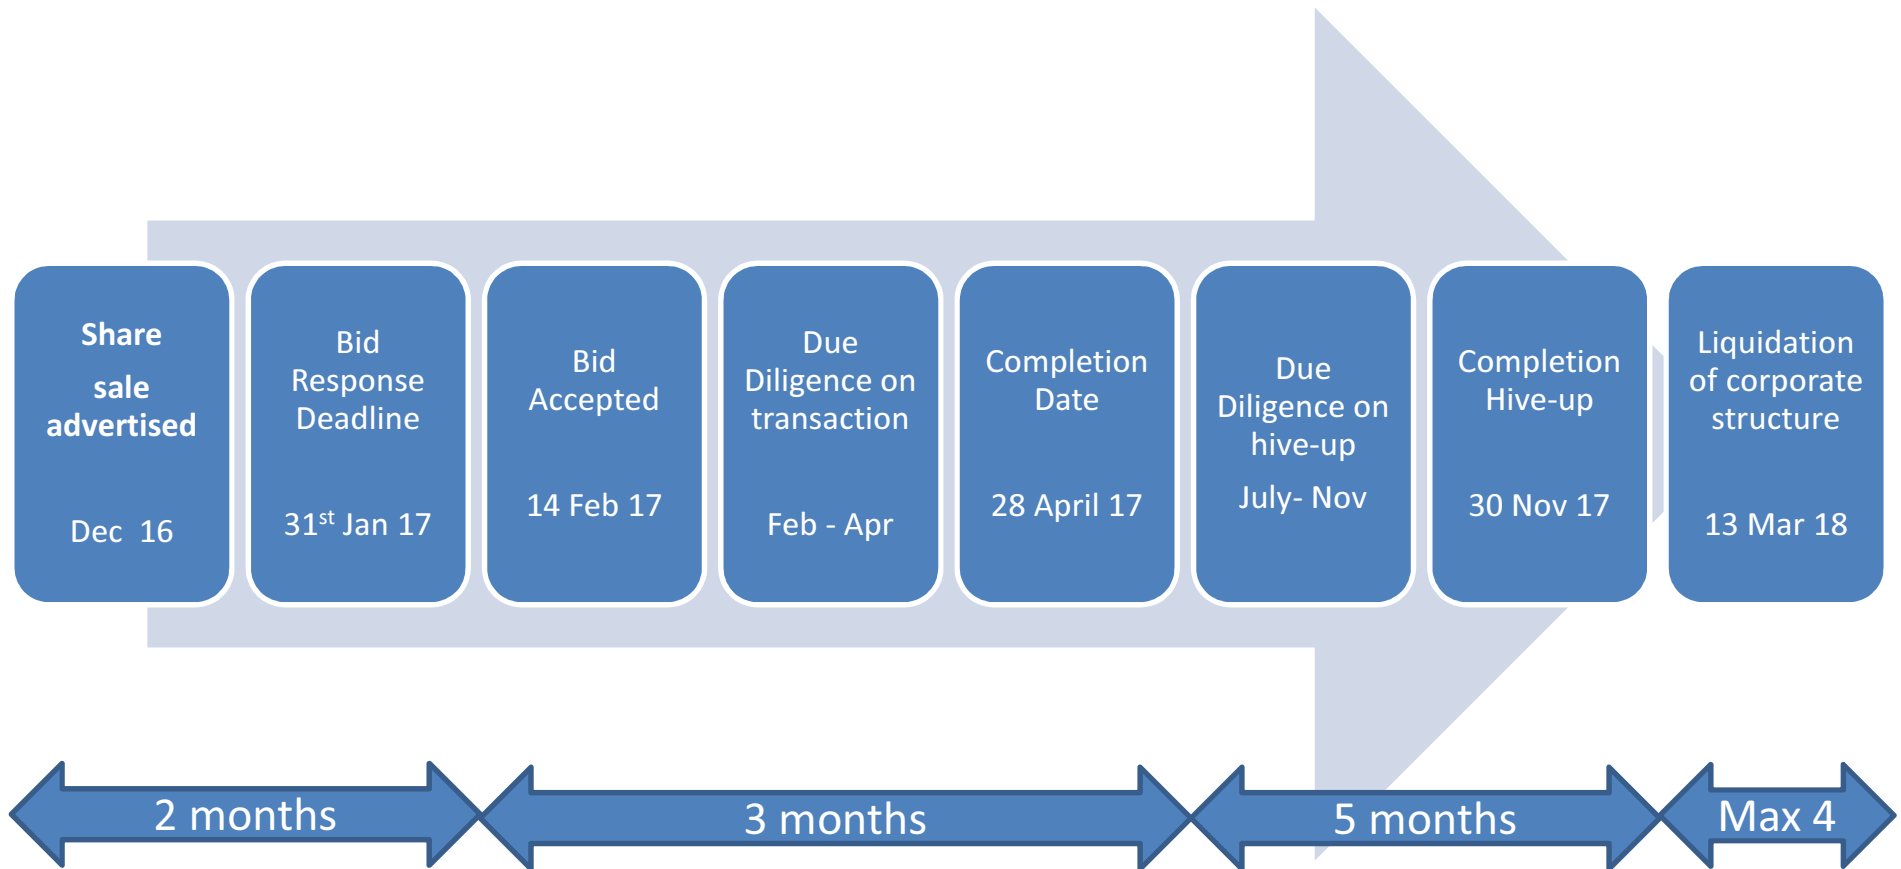 Share
sale
advertised
Dec 16
Bid
Response
Deadline
31st Jan 17
Bid
Accepted
14 Feb 17
Due
Diligence on
transaction
Feb - Apr
Completion
Date
28 April 17
Due
Diligence on
hive-up
July- Nov
Completion
Hive-up
30 Nov 17
Liquidation
of corporate
structure
13 Mar 18
2 months
3 months
5 months
Max 4